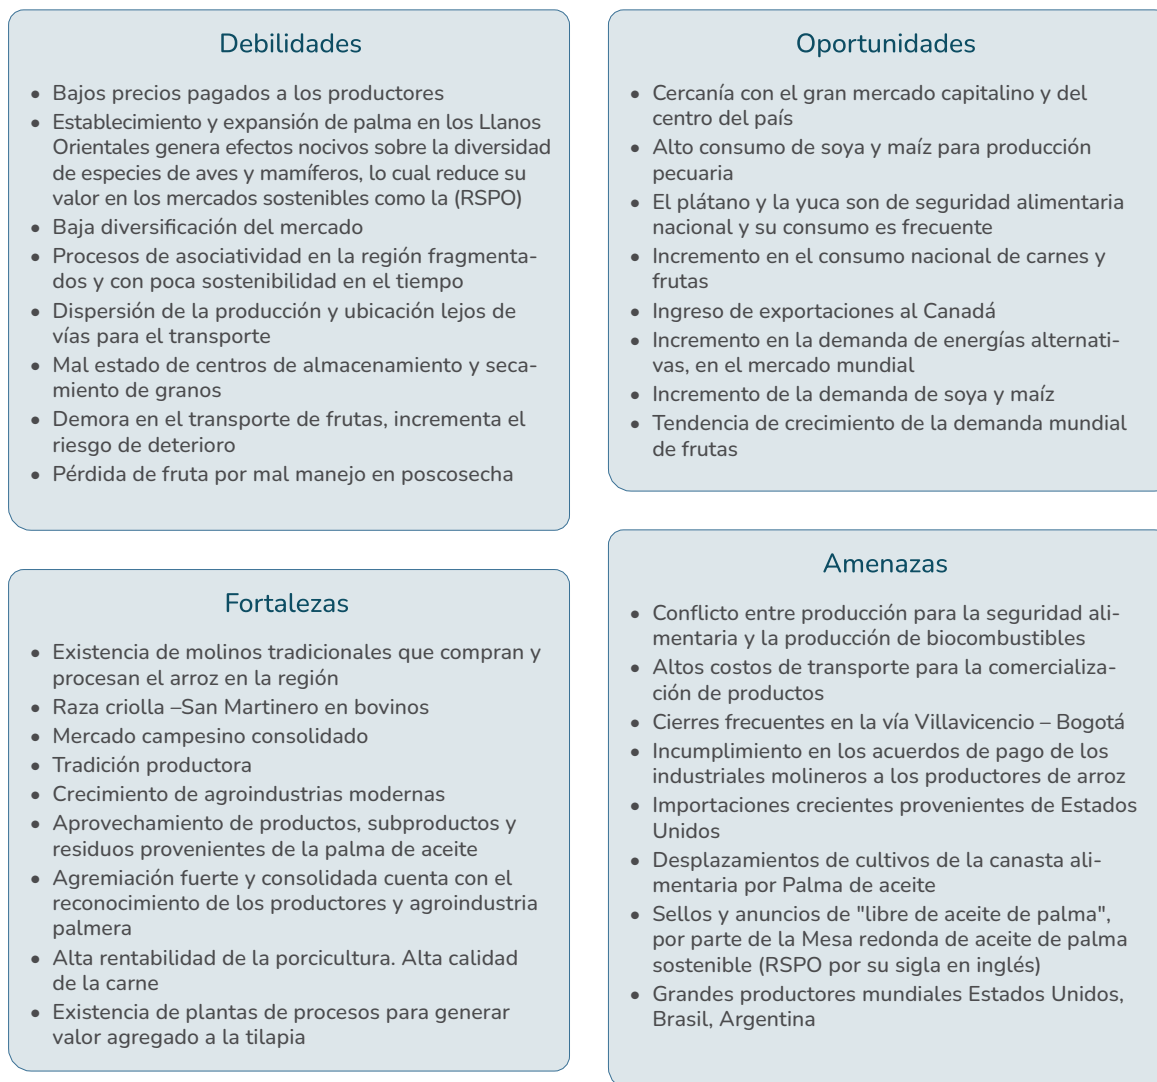 Debilidades
• Bajos precios pagados a los productores
• Establecimiento y expansión de palma en los Llanos
Orientales genera efectos nocivos sobre la diversidad
de especies de aves y mamíferos, lo cual reduce su
valor en los mercados sostenibles como la (RSPO)
• Baja diversificación del mercado
• Procesos de asociatividad en la región fragmenta-
dos y con poca sostenibilidad en el tiempo
• Dispersión de la producción y ubicación lejos de
vías para el transporte
• Mal estado de centros de almacenamiento y seca-
miento de granos
• Demora en el transporte de frutas, incrementa el
riesgo de deterioro
• Pérdida de fruta por mal manejo en poscosecha
Fortalezas
• Existencia de molinos tradicionales que compran y
procesan el arroz en la región
• Raza criolla –San Martinero en bovinos
• Mercado campesino consolidado
• Tradición productora
• Crecimiento de agroindustrias modernas
• Aprovechamiento de productos, subproductos y
residuos provenientes de la palma de aceite
• Agremiación fuerte y consolidada cuenta con el
reconocimiento de los productores y agroindustria
palmera
• Alta rentabilidad de la porcicultura. Alta calidad
de la carne
• Existencia de plantas de procesos para generar
valor agregado a la tilapia
Oportunidades
• Cercanía con el gran mercado capitalino y del
centro del país
• Alto consumo de soya y maíz para producción
pecuaria
• El plátano y la yuca son de seguridad alimentaria
nacional y su consumo es frecuente
• Incremento en el consumo nacional de carnes y
frutas
• Ingreso de exportaciones al Canadá
• Incremento en la demanda de energías alternati-
vas, en el mercado mundial
• Incremento de la demanda de soya y maíz
• Tendencia de crecimiento de la demanda mundial
de frutas
Amenazas
• Conflicto entre producción para la seguridad ali-
mentaria y la producción de biocombustibles
• Altos costos de transporte para la comercializa-
ción de productos
• Cierres frecuentes en la vía Villavicencio – Bogotá
• Incumplimiento en los acuerdos de pago de los
industriales molineros a los productores de arroz
• Importaciones crecientes provenientes de Estados
Unidos
• Desplazamientos de cultivos de la canasta ali-
mentaria por Palma de aceite
• Sellos y anuncios de "libre de aceite de palma",
por parte de la Mesa redonda de aceite de palma
sostenible (RSPO por su sigla en inglés)
• Grandes productores mundiales Estados Unidos,
Brasil, Argentina